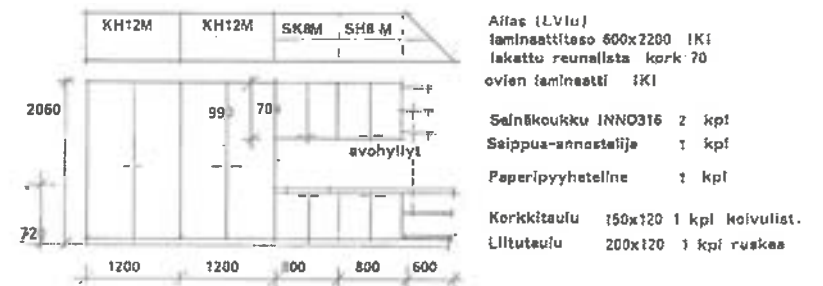 KH12M KH12M SK8M SH8 M
2060
99
70
avohyllyt
72
1200 1200 800 800 600
Allas (LVIu)
laminaattitaso 600x2200 IKI
lakattu reunalista kork 70
ovien laminaatti IKI
Seinäkoukku INNO316 2 kpl
Saippua-annostelija 1 kpl
Paperipyyheteline 1 kpl
Korkkitaulu 150x120 1 kpl koivulist.
Liitutaulu 200x120 1 kpl ruskea